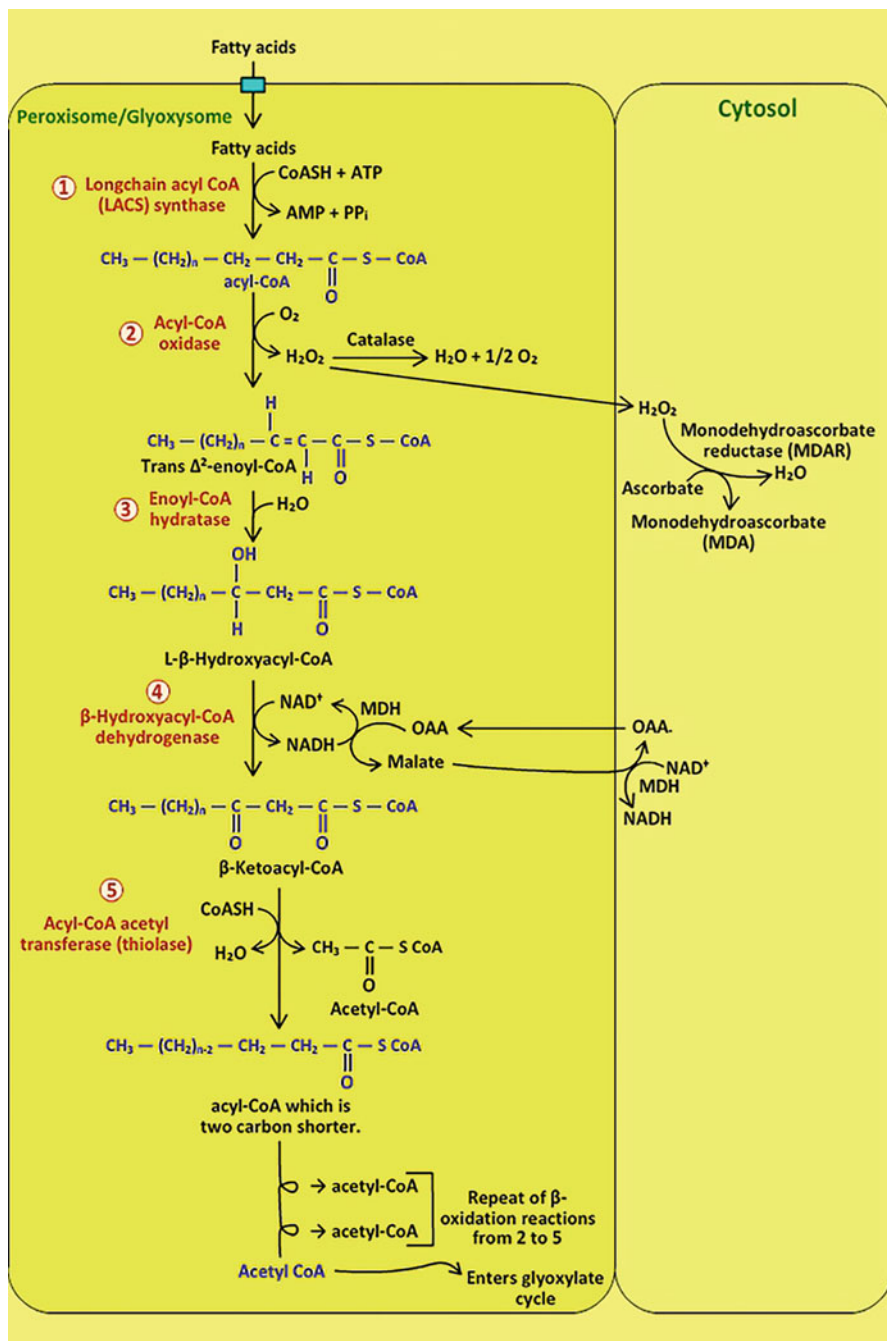 Fatty acids
Peroxisome/Glyoxysome
Cytosol
Fatty acids
① Longchain acyl CoA
(LACS) synthase
CoASH + ATP
AMP + PPᵢ
CH₃ — (CH₂)ₙ — CH₂ — CH₂ — C — S — CoA
acyl-CoA
O
② Acyl-CoA
oxidase
O₂
H₂O₂
Catalase
H₂O + 1/2 O₂
H₂O₂
Monodehydroascorbate
reductase (MDAR)
H₂O
Ascorbate
Monodehydroascorbate
(MDA)
H
CH₃ — (CH₂)ₙ — C = C — C — S — CoA
H
O
Trans Δ²-enoyl-CoA
③ Enoyl-CoA
hydratase
H₂O
OH
CH₃ — (CH₂)ₙ — C — CH₂ — C — S — CoA
H
O
L-β-Hydroxyacyl-CoA
④
β-Hydroxyacyl-CoA
dehydrogenase
NAD⁺
NADH
MDH
OAA
Malate
OAA.
NAD⁺
MDH
NADH
CH₃ — (CH₂)ₙ — C — CH₂ — C — S — CoA
O
O
β-Ketoacyl-CoA
⑤
Acyl-CoA acetyl
transferase (thiolase)
CoASH
H₂O
CH₃ — C — S CoA
O
Acetyl-CoA
CH₃ — (CH₂)ₙ₋₂ — CH₂ — CH₂ — C — S CoA
O
acyl-CoA which is
two carbon shorter.
→ acetyl-CoA
→ acetyl-CoA
Repeat of β-
oxidation reactions
from 2 to 5
Acetyl CoA
Enters glyoxylate
cycle